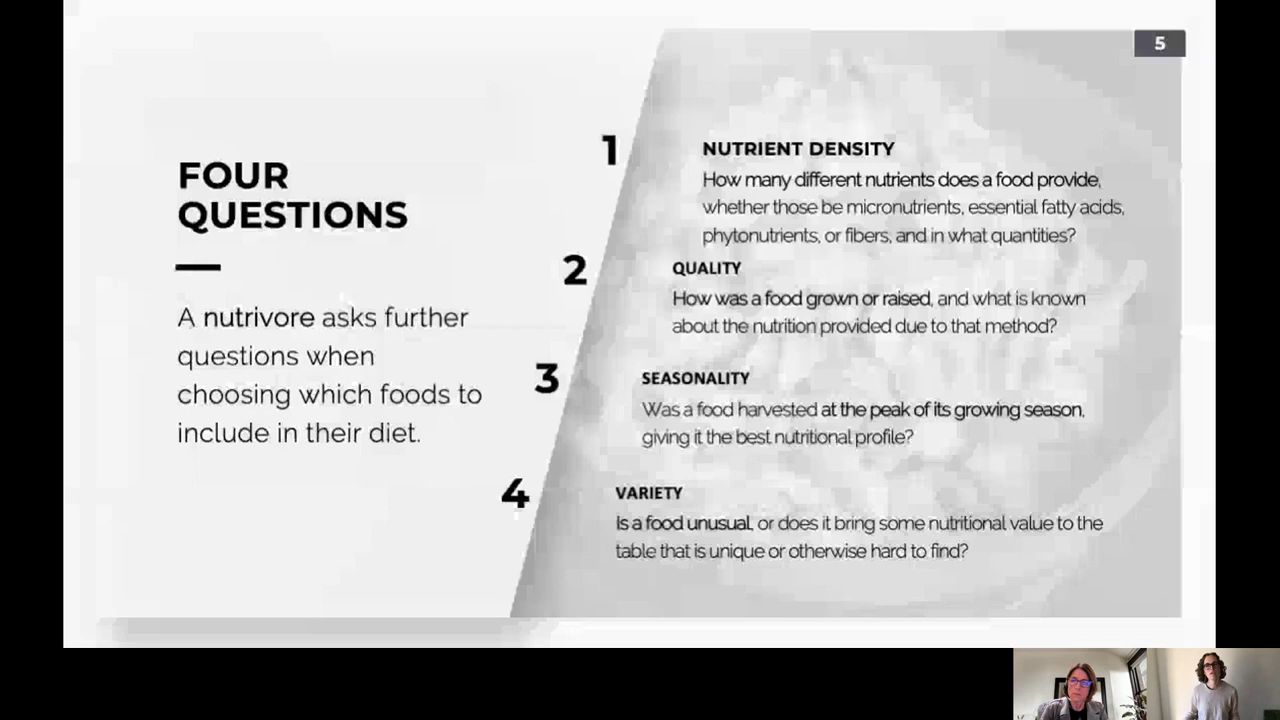 5
FOUR
QUESTIONS
A nutrivore asks further
questions when
choosing which foods to
include in their diet.
1
NUTRIENT DENSITY
How many different nutrients does a food provide,
whether those be micronutrients, essential fatty acids,
phytonutrients, or fibers, and in what quantities?
2
QUALITY
How was a food grown or raised, and what is known
about the nutrition provided due to that method?
3
SEASONALITY
Was a food harvested at the peak of its growing season,
giving it the best nutritional profile?
4
VARIETY
Is a food unusual, or does it bring some nutritional value to the
table that is unique or otherwise hard to find?